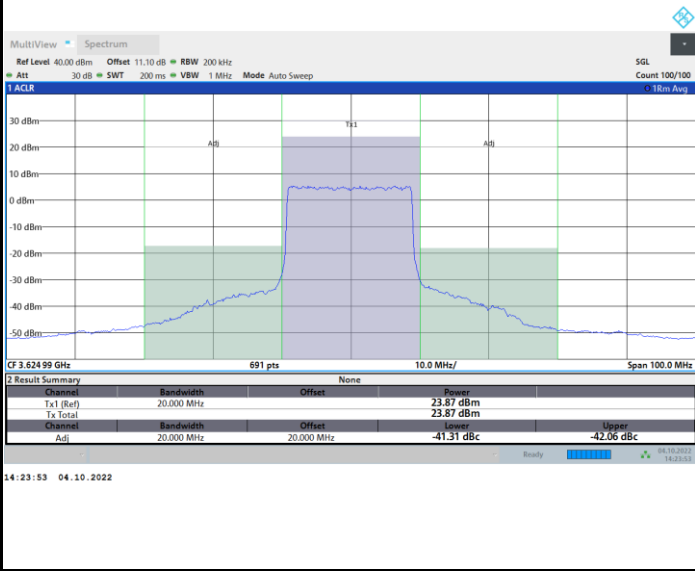 MultiView Spectrum
Ref Level 40.00 dBm Offset 11.10 dB RBW 200 kHz SGL
Att 30 dB SWT 200 ms VBW 1 MHz Mode Auto Sweep Count 100/100
1 ACLR 1Rm Avg
30 dBm
Tx1
20 dBm
Adj Adj
10 dBm
0 dBm
-10 dBm
-20 dBm
-30 dBm
-40 dBm
-50 dBm
CF 3.624 99 GHz 691 pts 10.0 MHz/ Span 100.0 MHz
2 Result Summary None
Channel Bandwidth Offset Power
Tx1 (Ref) 20.000 MHz 23.87 dBm
Tx Total 23.87 dBm
Channel Bandwidth Offset Lower Upper
Adj 20.000 MHz 20.000 MHz -41.31 dBc -42.06 dBc
Ready 04.10.2022
14:23:53
14:23:53 04.10.2022